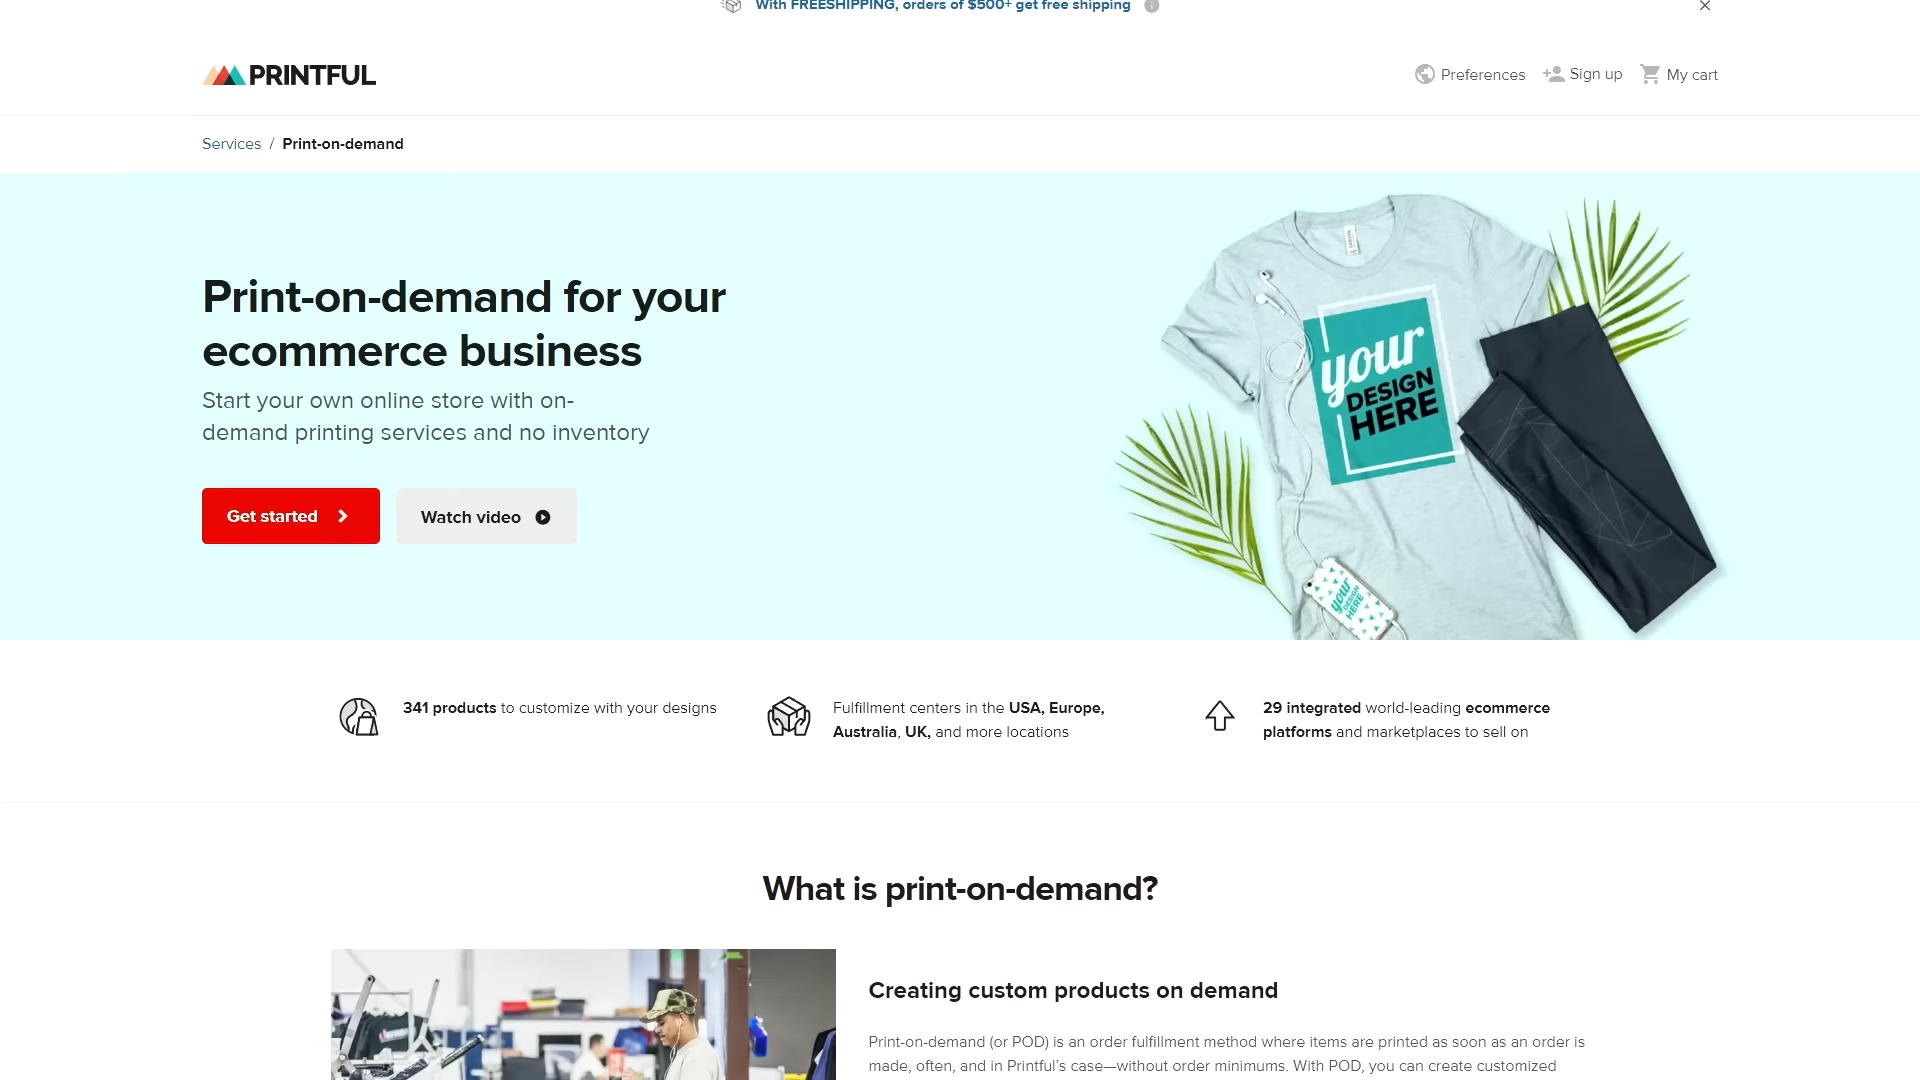 With FREESHIPPING, orders of $500+ get free shipping
PRINTFUL
Preferences
Sign up
My cart
Services / Print-on-demand
Print-on-demand for your
ecommerce business
Start your own online store with on-
demand printing services and no inventory
Get started
Watch video
your
DESIGN
HERE
your
DESIGN
HERE
341 products to customize with your designs
Fulfillment centers in the USA, Europe,
Australia, UK, and more locations
29 integrated world-leading ecommerce
platforms and marketplaces to sell on
What is print-on-demand?
Creating custom products on demand
Print-on-demand (or POD) is an order fulfillment method where items are printed as soon as an order is
made, often, and in Printful’s case—without order minimums. With POD, you can create customized